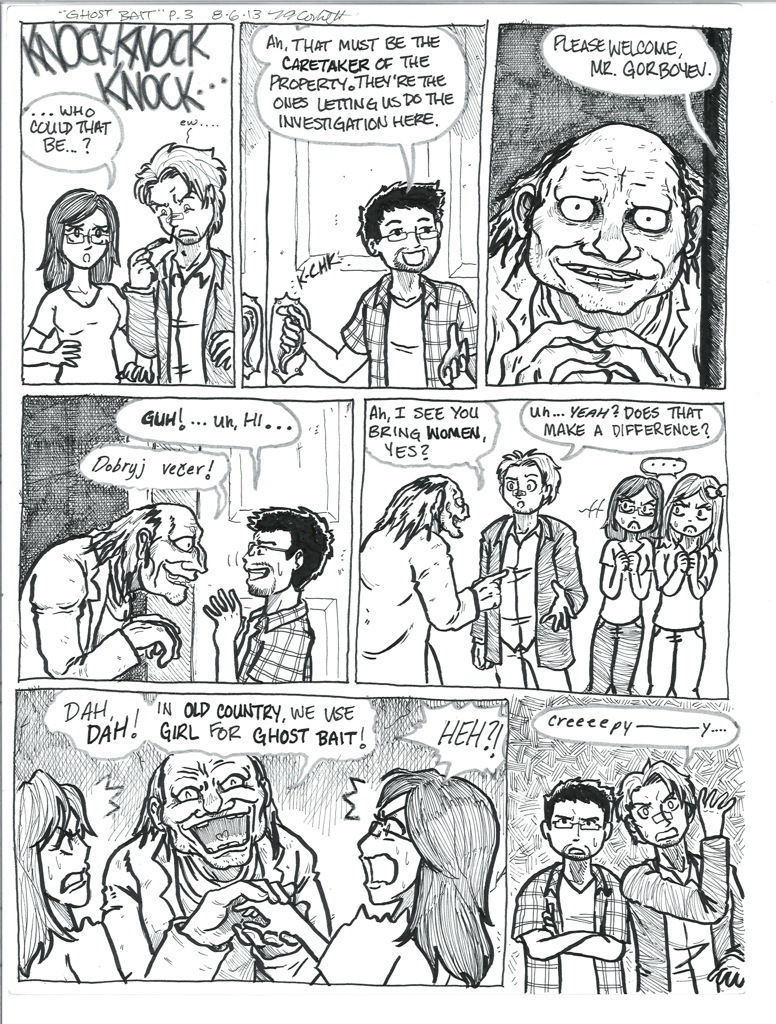 "GHOST BAIT" P.3 8-6-13
KNOCK-KNOCK
KNOCK...
...WHO
COULD THAT
BE...?
ew....
Ah, THAT MUST BE THE
CARETAKER OF THE
PROPERTY. THEY'RE THE
ONES LETTING US DO THE
INVESTIGATION HERE.
K-CHK
PLEASE WELCOME,
MR. GORBOYEV.
GUH!... uh, HI...
Dobryj večer!
Ah, I SEE YOU
BRING WOMEN,
YES?
uh... YEAH? DOES THAT
MAKE A DIFFERENCE?
...
DAH,
DAH!
IN OLD COUNTRY, WE USE
GIRL FOR GHOST BAIT!
HEH?!
creeeepy———y....